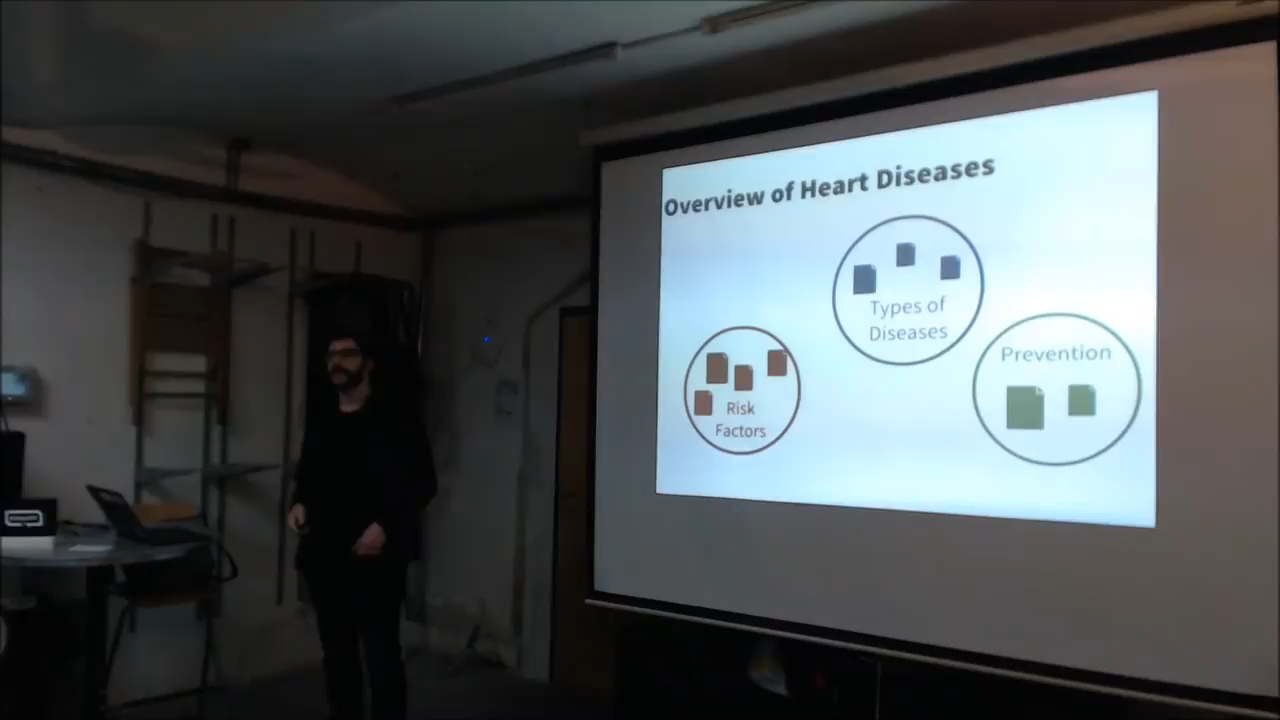 Overview of Heart Diseases
Types of
Diseases
Prevention
Risk
Factors